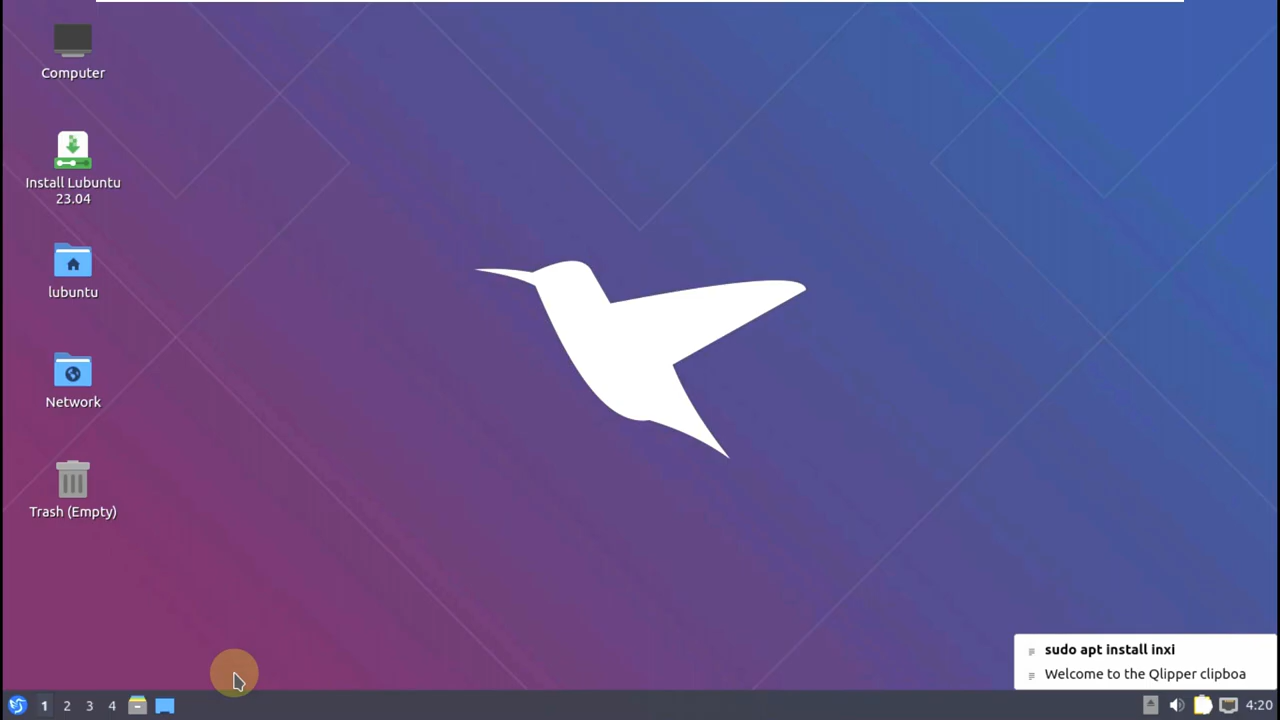 Computer
Install Lubuntu
23.04
lubuntu
Network
Trash (Empty)
sudo apt install inxi
Welcome to the Qlipper clipboa
1 2 3 4
4:20